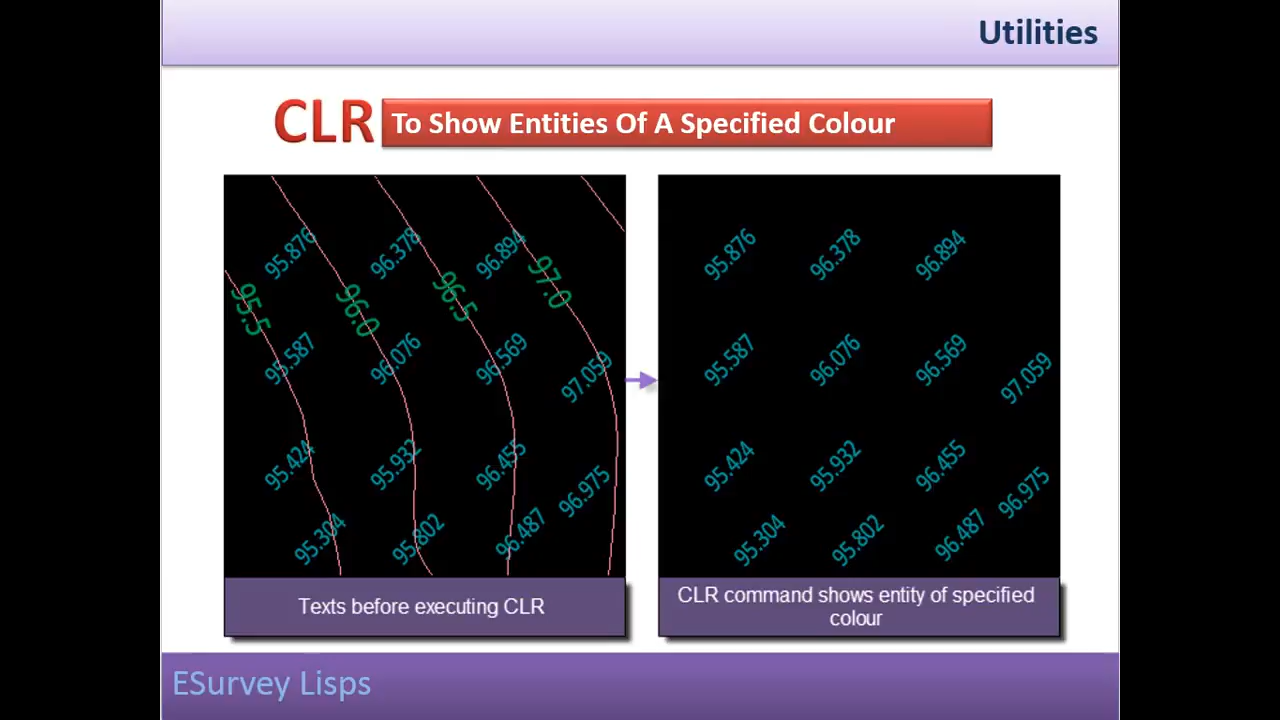 Utilities
CLR To Show Entities Of A Specified Colour
95.876 96.378 96.894
95.5 96.0 96.5 97.0
95.587 96.076 96.569 97.059
95.424 95.932 96.455 96.975
95.304 95.802 96.487
Texts before executing CLR
95.876 96.378 96.894
95.587 96.076 96.569 97.059
95.424 95.932 96.455 96.975
95.304 95.802 96.487
CLR command shows entity of specified
colour
ESurvey Lisps